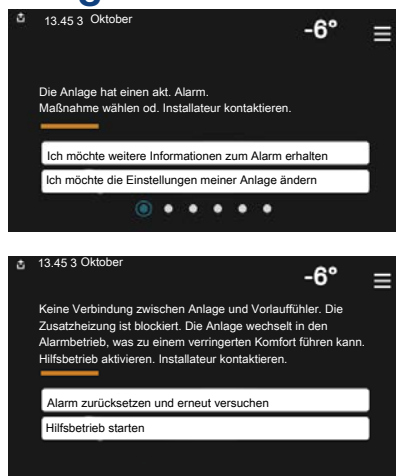 13.45 3 Oktober
-6°
Die Anlage hat einen akt. Alarm.
Maßnahme wählen od. Installateur kontaktieren.
Ich möchte weitere Informationen zum Alarm erhalten
Ich möchte die Einstellungen meiner Anlage ändern
13.45 3 Oktober
-6°
Keine Verbindung zwischen Anlage und Vorlauffühler. Die
Zusatzheizung ist blockiert. Die Anlage wechselt in den
Alarmbetrieb, was zu einem verringerten Komfort führen kann.
Hilfsbetrieb aktivieren. Installateur kontaktieren.
Alarm zurücksetzen und erneut versuchen
Hilfsbetrieb starten